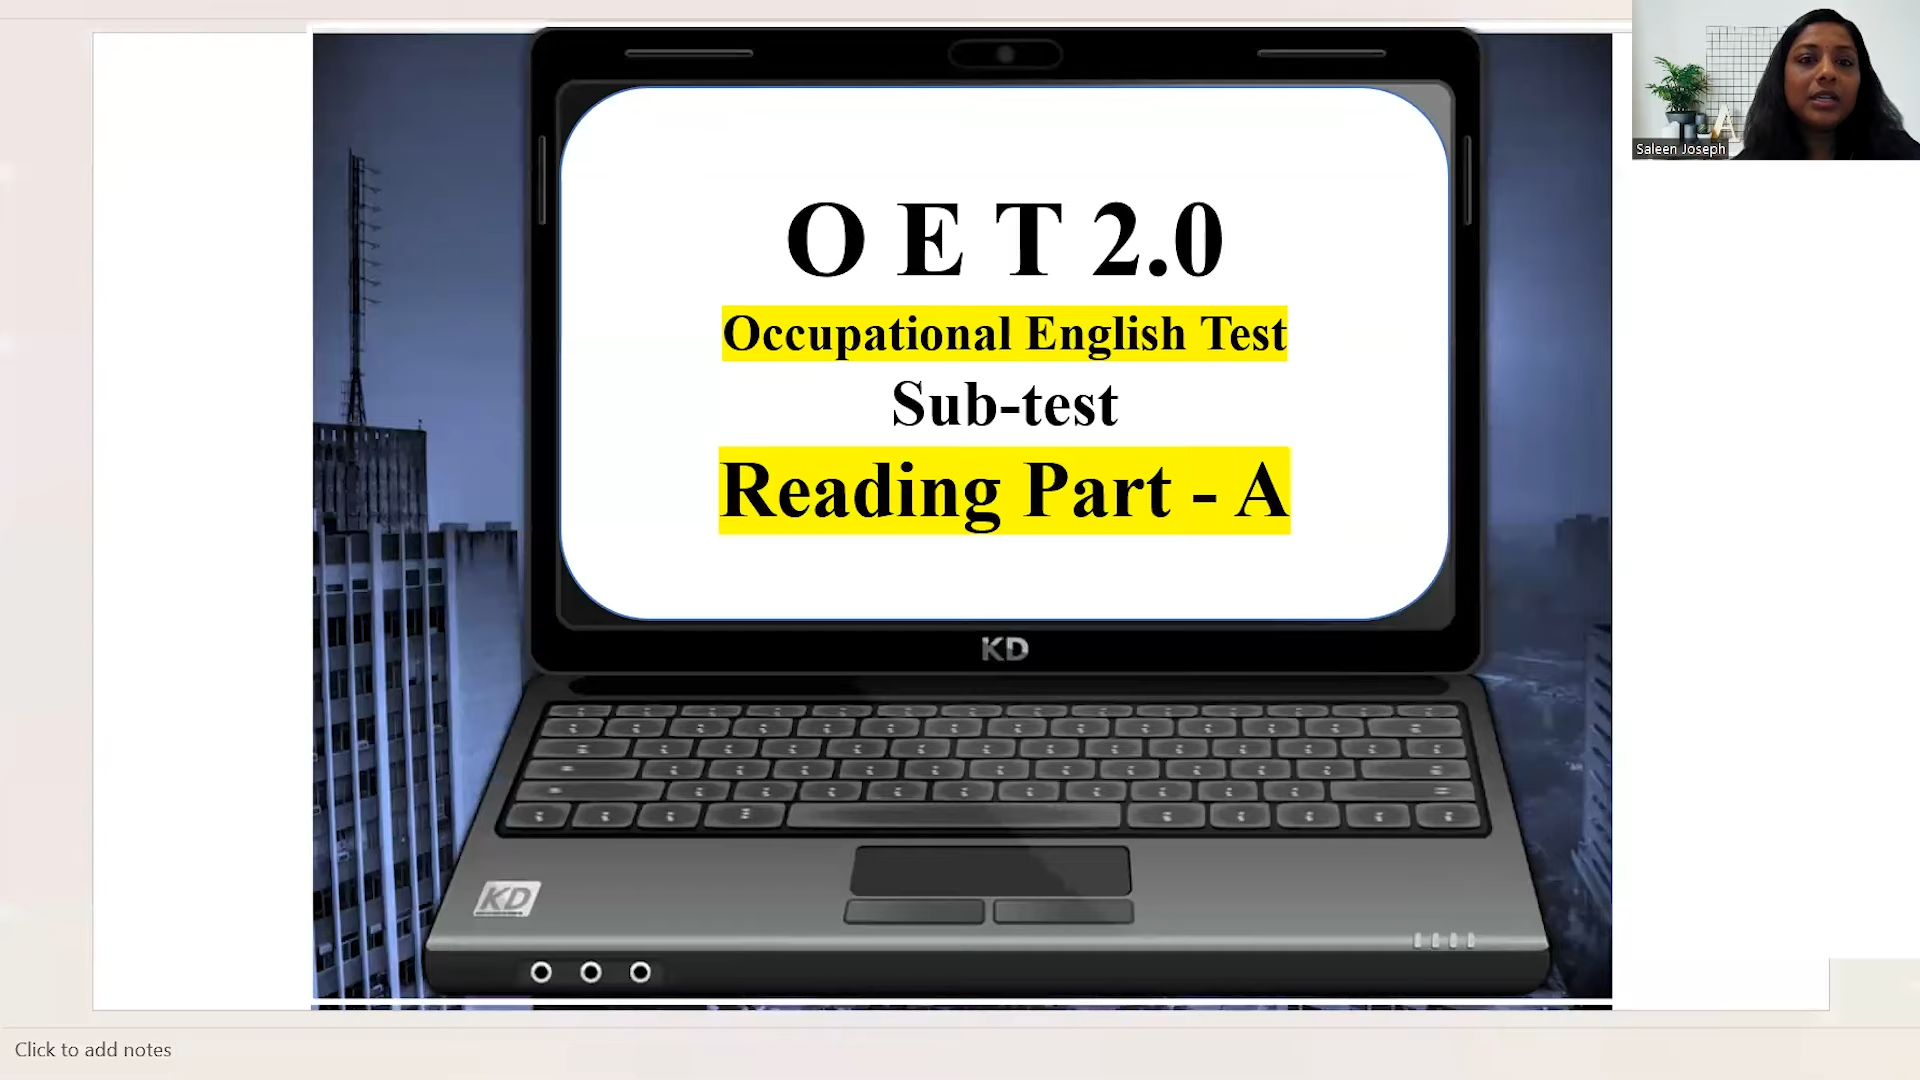 O E T 2.0
Occupational English Test
Sub-test
Reading Part - A
Saleen Joseph
KD
KD
Click to add notes